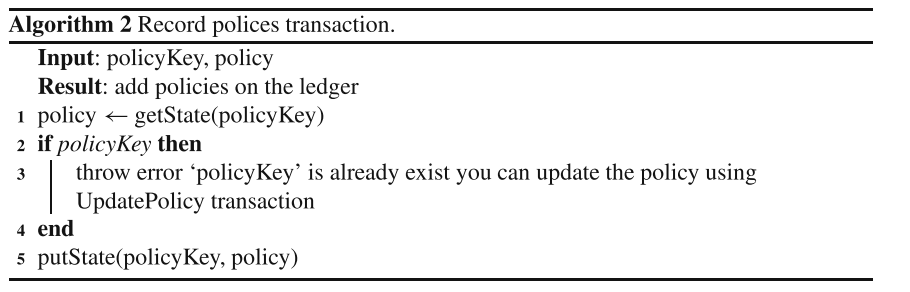 Algorithm 2 Record polices transaction.
Input: policyKey, policy
Result: add policies on the ledger
1 policy ← getState(policyKey)
2 if policyKey then
3 throw error ‘policyKey’ is already exist you can update the policy using
UpdatePolicy transaction
4 end
5 putState(policyKey, policy)